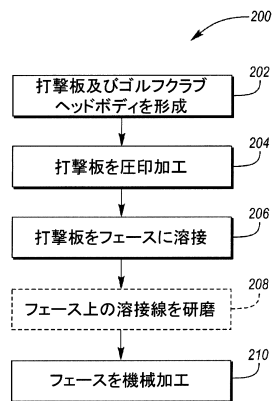 200
打撃板及びゴルフクラブ
ヘッドボディを形成
202
打撃板を圧印加工
204
打撃板をフェースに溶接
206
フェース上の溶接線を研磨
208
フェースを機械加工
210